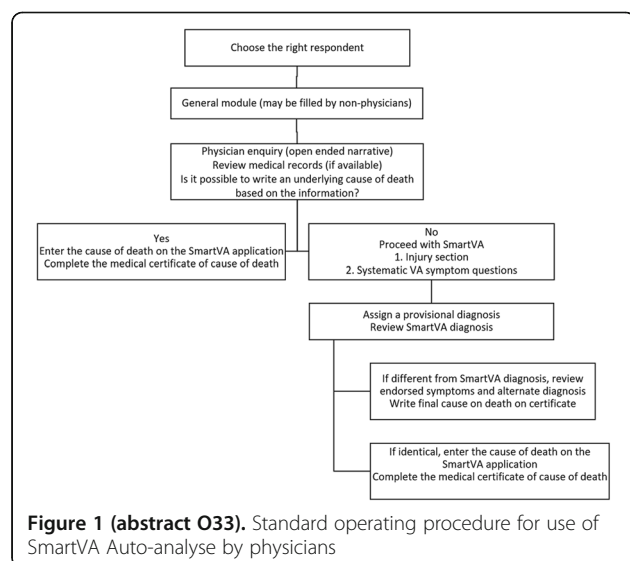 Choose the right respondent
General module (may be filled by non-physicians)
Physician enquiry (open ended narrative)
Review medical records (if available)
Is it possible to write an underlying cause of death
based on the information?
Yes
Enter the cause of death on the SmartVA application
Complete the medical certificate of cause of death
No
Proceed with SmartVA
1. Injury section
2. Systematic VA symptom questions
Assign a provisional diagnosis
Review SmartVA diagnosis
If different from SmartVA diagnosis, review
endorsed symptoms and alternate diagnosis
Write final cause on death on certificate
If identical, enter the cause of death on the
SmartVA application
Complete the medical certificate of cause of death
Figure 1 (abstract O33). Standard operating procedure for use of
SmartVA Auto-analyse by physicians